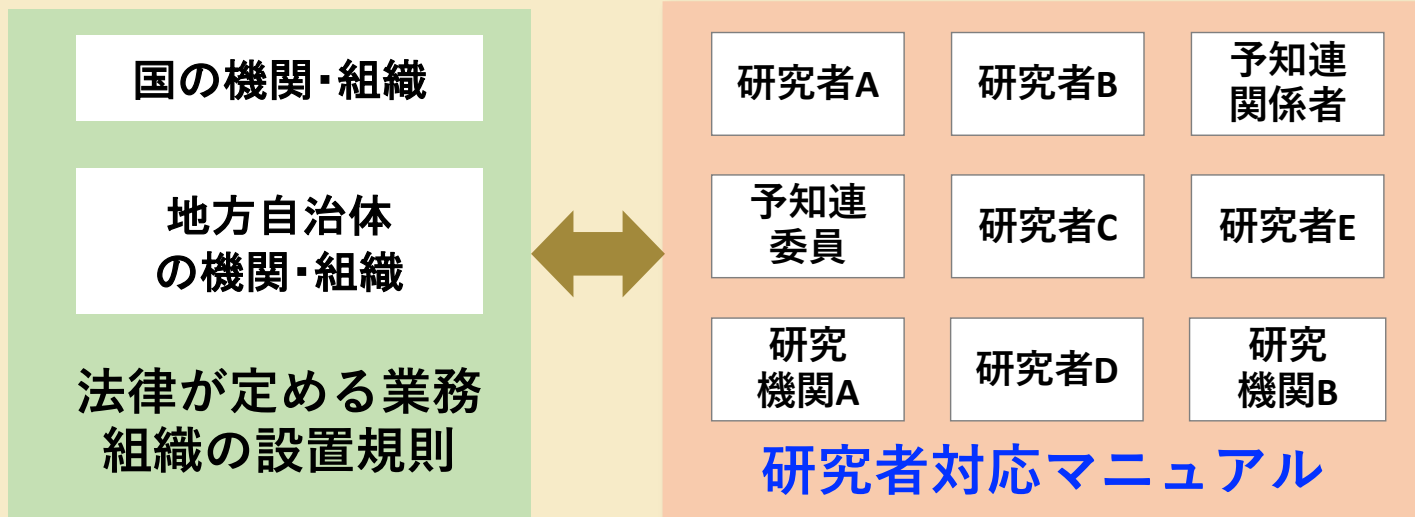 国の機関･組織
地方自治体
の機関･組織
法律が定める業務
組織の設置規則
研究者A
研究者B
予知連
関係者
予知連
委員
研究者C
研究者E
研究
機関A
研究者D
研究
機関B
研究者対応マニュアル